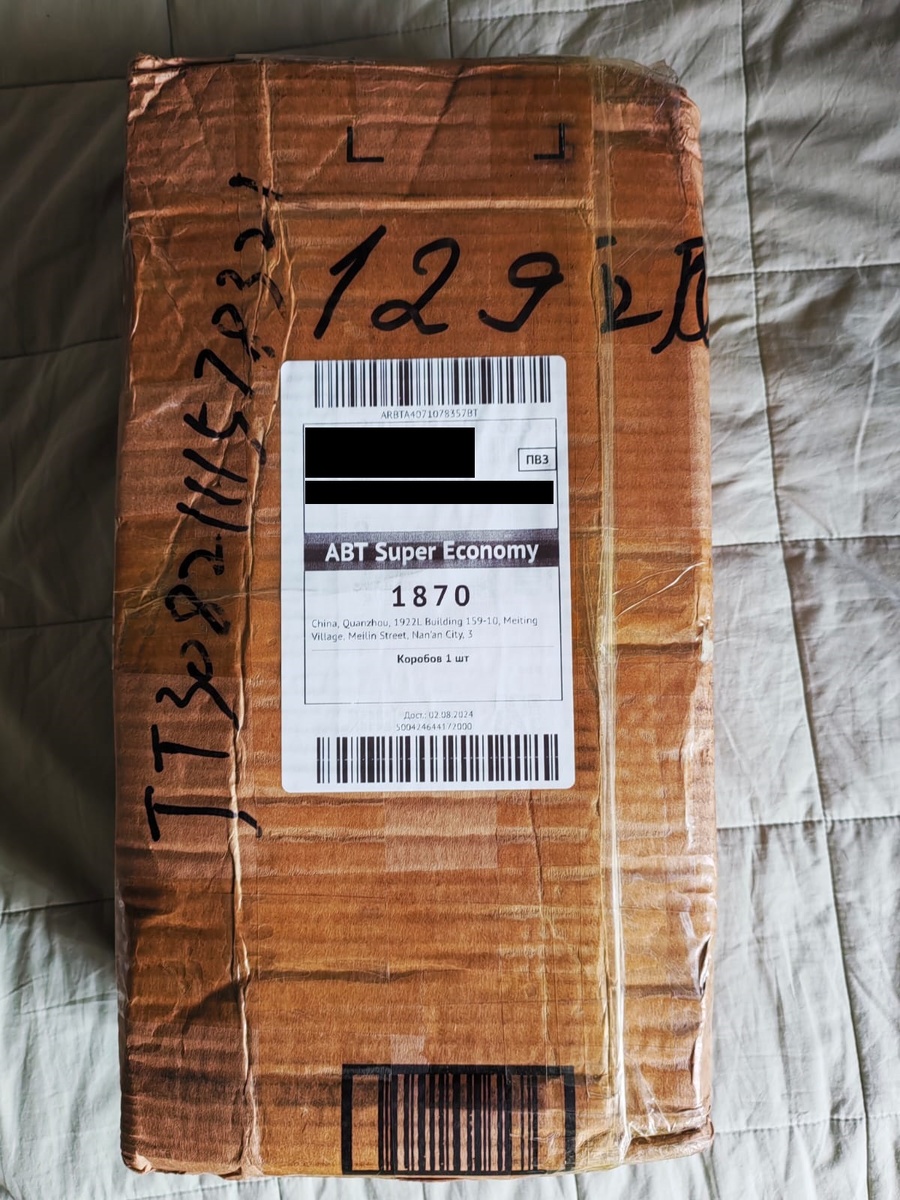 129
ARBTA4071078357BT
ПВЗ
ABT Super Economy
1870
China, Quanzhou, 1922L Building 159-10, Meiting
Village, Meilin Street, Nan'an City, 3
Коробов 1 шт
Дост.: 02.08.2024
500424644172000